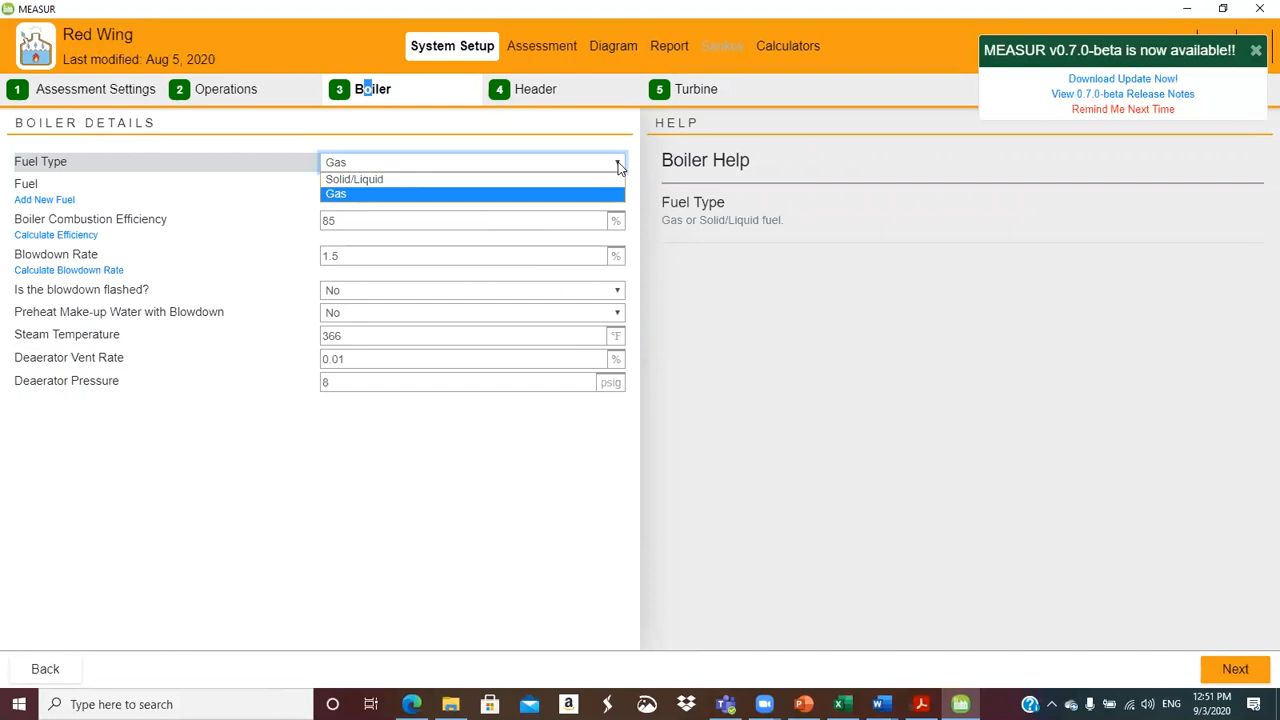 MEASUR
Red Wing
Last modified: Aug 5, 2020
System Setup Assessment Diagram Report Sankey Calculators
MEASUR v0.7.0-beta is now available!!
Download Update Now!
View 0.7.0-beta Release Notes
Remind Me Next Time
1 Assessment Settings 2 Operations 3 Boiler 4 Header 5 Turbine
BOILER DETAILS
HELP
Fuel Type Gas
Solid/Liquid
Gas
Fuel
Add New Fuel
Boiler Combustion Efficiency 85 %
Calculate Efficiency
Blowdown Rate 1.5 %
Calculate Blowdown Rate
Is the blowdown flashed? No
Preheat Make-up Water with Blowdown No
Steam Temperature 366 °F
Deaerator Vent Rate 0.01 %
Deaerator Pressure 8 psig
Boiler Help
Fuel Type
Gas or Solid/Liquid fuel.
Back Next
Type here to search
ENG
12:51 PM
9/3/2020